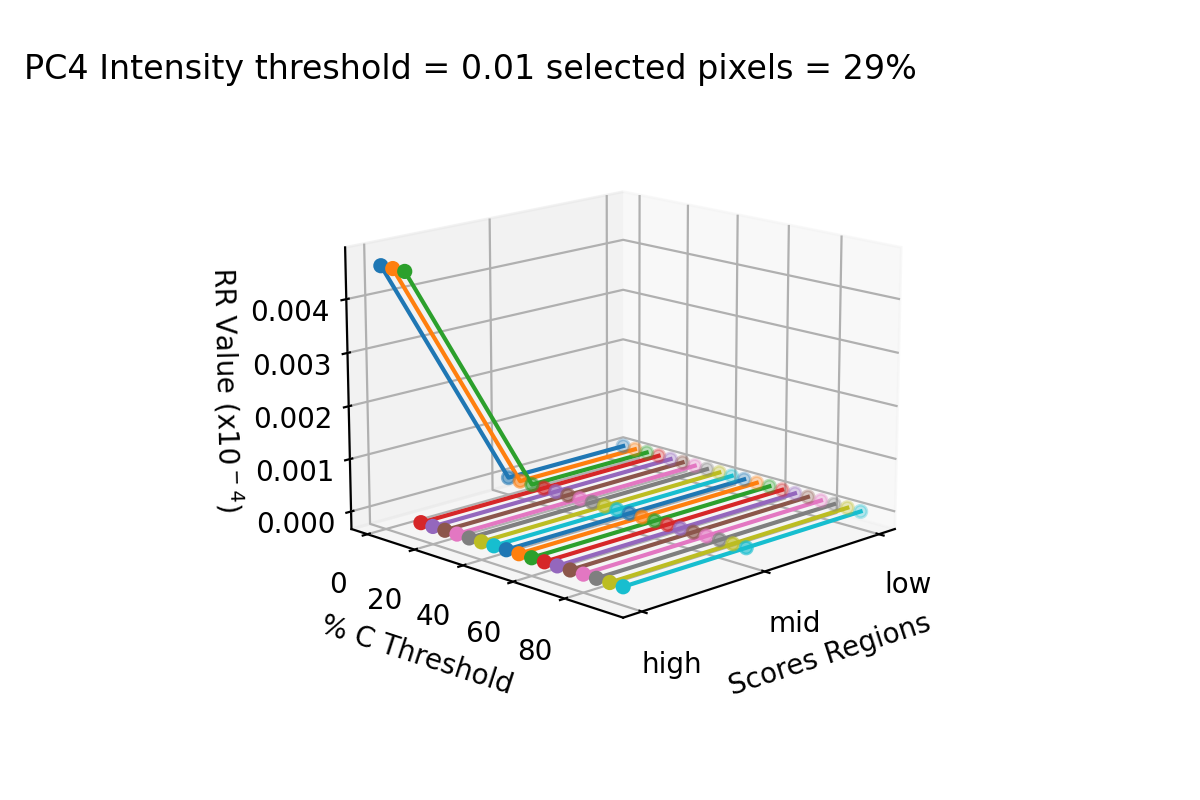 PC4 Intensity threshold = 0.01 selected pixels = 29%
RR Value (x10⁻⁴)
0.004
0.003
0.002
0.001
0.000
0
20
40
60
80
% C Threshold
high
mid
low
Scores Regions